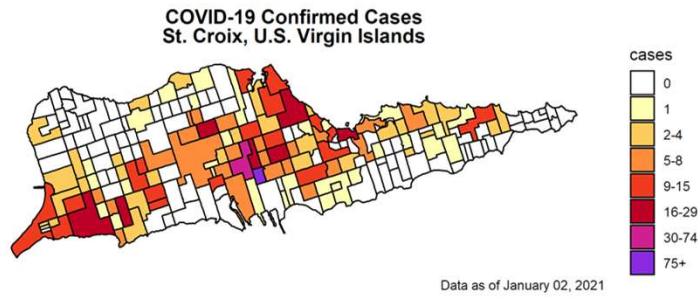 COVID-19 Confirmed Cases
St. Croix, U.S. Virgin Islands
cases
0
1
2-4
5-8
9-15
16-29
30-74
75+
Data as of January 02, 2021